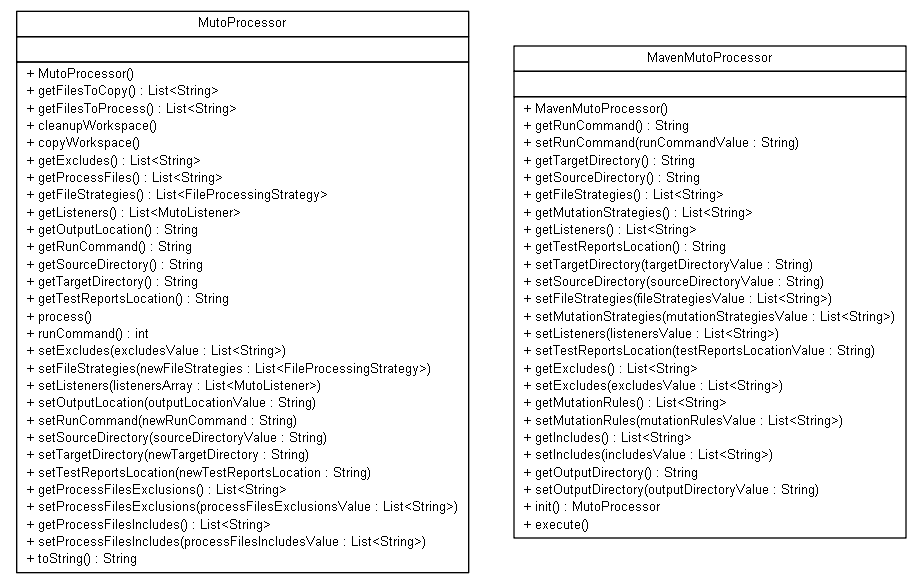 MutoProcessor
+ MutoProcessor()
+ getFilesToCopy() : List<String>
+ getFilesToProcess() : List<String>
+ cleanupWorkspace()
+ copyWorkspace()
+ getExcludes() : List<String>
+ getProcessFiles() : List<String>
+ getFileStrategies() : List<FileProcessingStrategy>
+ getListeners() : List<MutoListener>
+ getOutputLocation() : String
+ getRunCommand() : String
+ getSourceDirectory() : String
+ getTargetDirectory() : String
+ getTestReportsLocation() : String
+ process()
+ runCommand() : int
+ setExcludes(excludesValue : List<String>)
+ setFileStrategies(newFileStrategies : List<FileProcessingStrategy>)
+ setListeners(listenersArray : List<MutoListener>)
+ setOutputLocation(outputLocationValue : String)
+ setRunCommand(newRunCommand : String)
+ setSourceDirectory(sourceDirectoryValue : String)
+ setTargetDirectory(newTargetDirectory : String)
+ setTestReportsLocation(newTestReportsLocation : String)
+ getProcessFilesExclusions() : List<String>
+ setProcessFilesExclusions(processFilesExclusionsValue : List<String>)
+ getProcessFilesIncludes() : List<String>
+ setProcessFilesIncludes(processFilesIncludesValue : List<String>)
+ toString() : String
MavenMutoProcessor
+ MavenMutoProcessor()
+ getRunCommand() : String
+ setRunCommand(runCommandValue : String)
+ getTargetDirectory() : String
+ getSourceDirectory() : String
+ getFileStrategies() : List<String>
+ getMutationStrategies() : List<String>
+ getListeners() : List<String>
+ getTestReportsLocation() : String
+ setTargetDirectory(targetDirectoryValue : String)
+ setSourceDirectory(sourceDirectoryValue : String)
+ setFileStrategies(fileStrategiesValue : List<String>)
+ setMutationStrategies(mutationStrategiesValue : List<String>)
+ setListeners(listenersValue : List<String>)
+ setTestReportsLocation(testReportsLocationValue : String)
+ getExcludes() : List<String>
+ setExcludes(excludesValue : List<String>)
+ getMutationRules() : List<String>
+ setMutationRules(mutationRulesValue : List<String>)
+ getIncludes() : List<String>
+ setIncludes(includesValue : List<String>)
+ getOutputDirectory() : String
+ setOutputDirectory(outputDirectoryValue : String)
+ init() : MutoProcessor
+ execute()